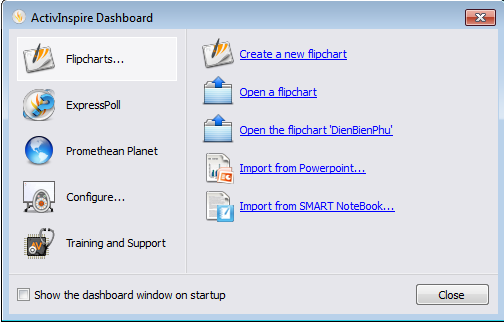 ActivInspire Dashboard
Flipcharts...
ExpressPoll
Promethean Planet
Configure...
Training and Support
Create a new flipchart
Open a flipchart
Open the flipchart 'DienBienPhu'
Import from Powerpoint...
Import from SMART NoteBook...
Show the dashboard window on startup
Close